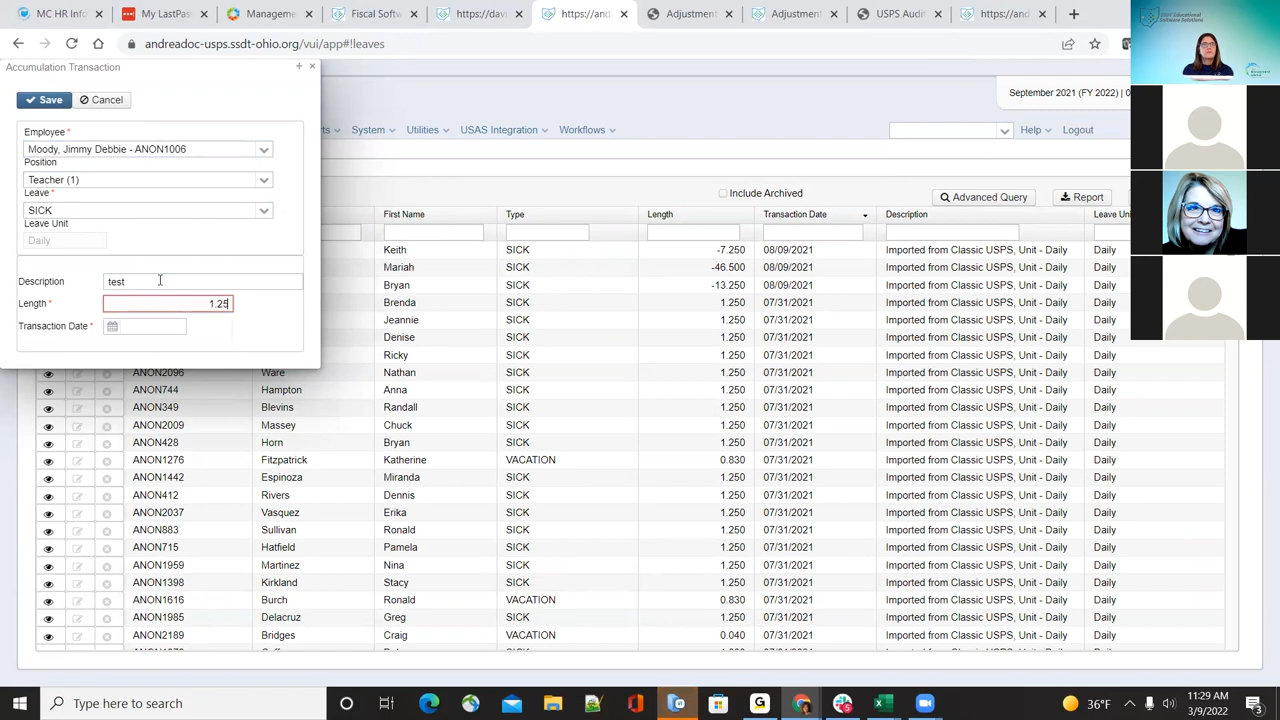 MC HR Info
My LastPas
Management
Fiscal Softw
https://and
Adjustment
Adjustment
https://and
andreadoc-usps.ssdt-ohio.org/vui/app#!leaves
Accumulation Transaction
Save
Cancel
Employee *
Moody, Jimmy Debbie - ANON1006
Position
Teacher (1)
Leave *
SICK
Leave Unit
Daily
Description
test
Length *
1.25
Transaction Date *
September 2021 (FY 2022) | 0
System
Utilities
USAS Integration
Workflows
Help
Logout
Include Archived
Advanced Query
Report
First Name Type Length Transaction Date Description Leave Uni
Keith SICK -7.250 08/09/2021 Imported from Classic USPS, Unit - Daily Daily
Mariah SICK -46.500 08/09/2021 Imported from Classic USPS, Unit - Daily Daily
Bryan SICK -13.250 08/09/2021 Imported from Classic USPS, Unit - Daily Daily
Brenda SICK 1.250 07/31/2021 Imported from Classic USPS, Unit - Daily Daily
Jeannie SICK 1.250 07/31/2021 Imported from Classic USPS, Unit - Daily Daily
Denise SICK 1.250 07/31/2021 Imported from Classic USPS, Unit - Daily Daily
Ricky SICK 1.250 07/31/2021 Imported from Classic USPS, Unit - Daily Daily
ANON2096 Ware Nathan SICK 1.250 07/31/2021 Imported from Classic USPS, Unit - Daily Daily
ANON744 Hampton Anna SICK 1.250 07/31/2021 Imported from Classic USPS, Unit - Daily Daily
ANON349 Blevins Randall SICK 1.250 07/31/2021 Imported from Classic USPS, Unit - Daily Daily
ANON2009 Massey Chuck SICK 1.250 07/31/2021 Imported from Classic USPS, Unit - Daily Daily
ANON428 Horn Bryan SICK 1.250 07/31/2021 Imported from Classic USPS, Unit - Daily Daily
ANON1276 Fitzpatrick Katherine VACATION 0.830 07/31/2021 Imported from Classic USPS, Unit - Daily Daily
ANON1442 Espinoza Miranda SICK 1.250 07/31/2021 Imported from Classic USPS, Unit - Daily Daily
ANON412 Rivers Dennis SICK 1.250 07/31/2021 Imported from Classic USPS, Unit - Daily Daily
ANON2037 Vasquez Erika SICK 1.250 07/31/2021 Imported from Classic USPS, Unit - Daily Daily
ANON883 Sullivan Ronald SICK 1.250 07/31/2021 Imported from Classic USPS, Unit - Daily Daily
ANON715 Hatfield Pamela SICK 1.250 07/31/2021 Imported from Classic USPS, Unit - Daily Daily
ANON1959 Martinez Nina SICK 1.250 07/31/2021 Imported from Classic USPS, Unit - Daily Daily
ANON1398 Kirkland Stacy SICK 1.250 07/31/2021 Imported from Classic USPS, Unit - Daily Daily
ANON1616 Burch Ronald VACATION 0.830 07/31/2021 Imported from Classic USPS, Unit - Daily Daily
ANON1985 Delacruz Greg SICK 1.250 07/31/2021 Imported from Classic USPS, Unit - Daily Daily
ANON2189 Bridges Craig VACATION 0.040 07/31/2021 Imported from Classic USPS, Unit - Daily Daily
Type here to search
36°F
11:29 AM
3/9/2022